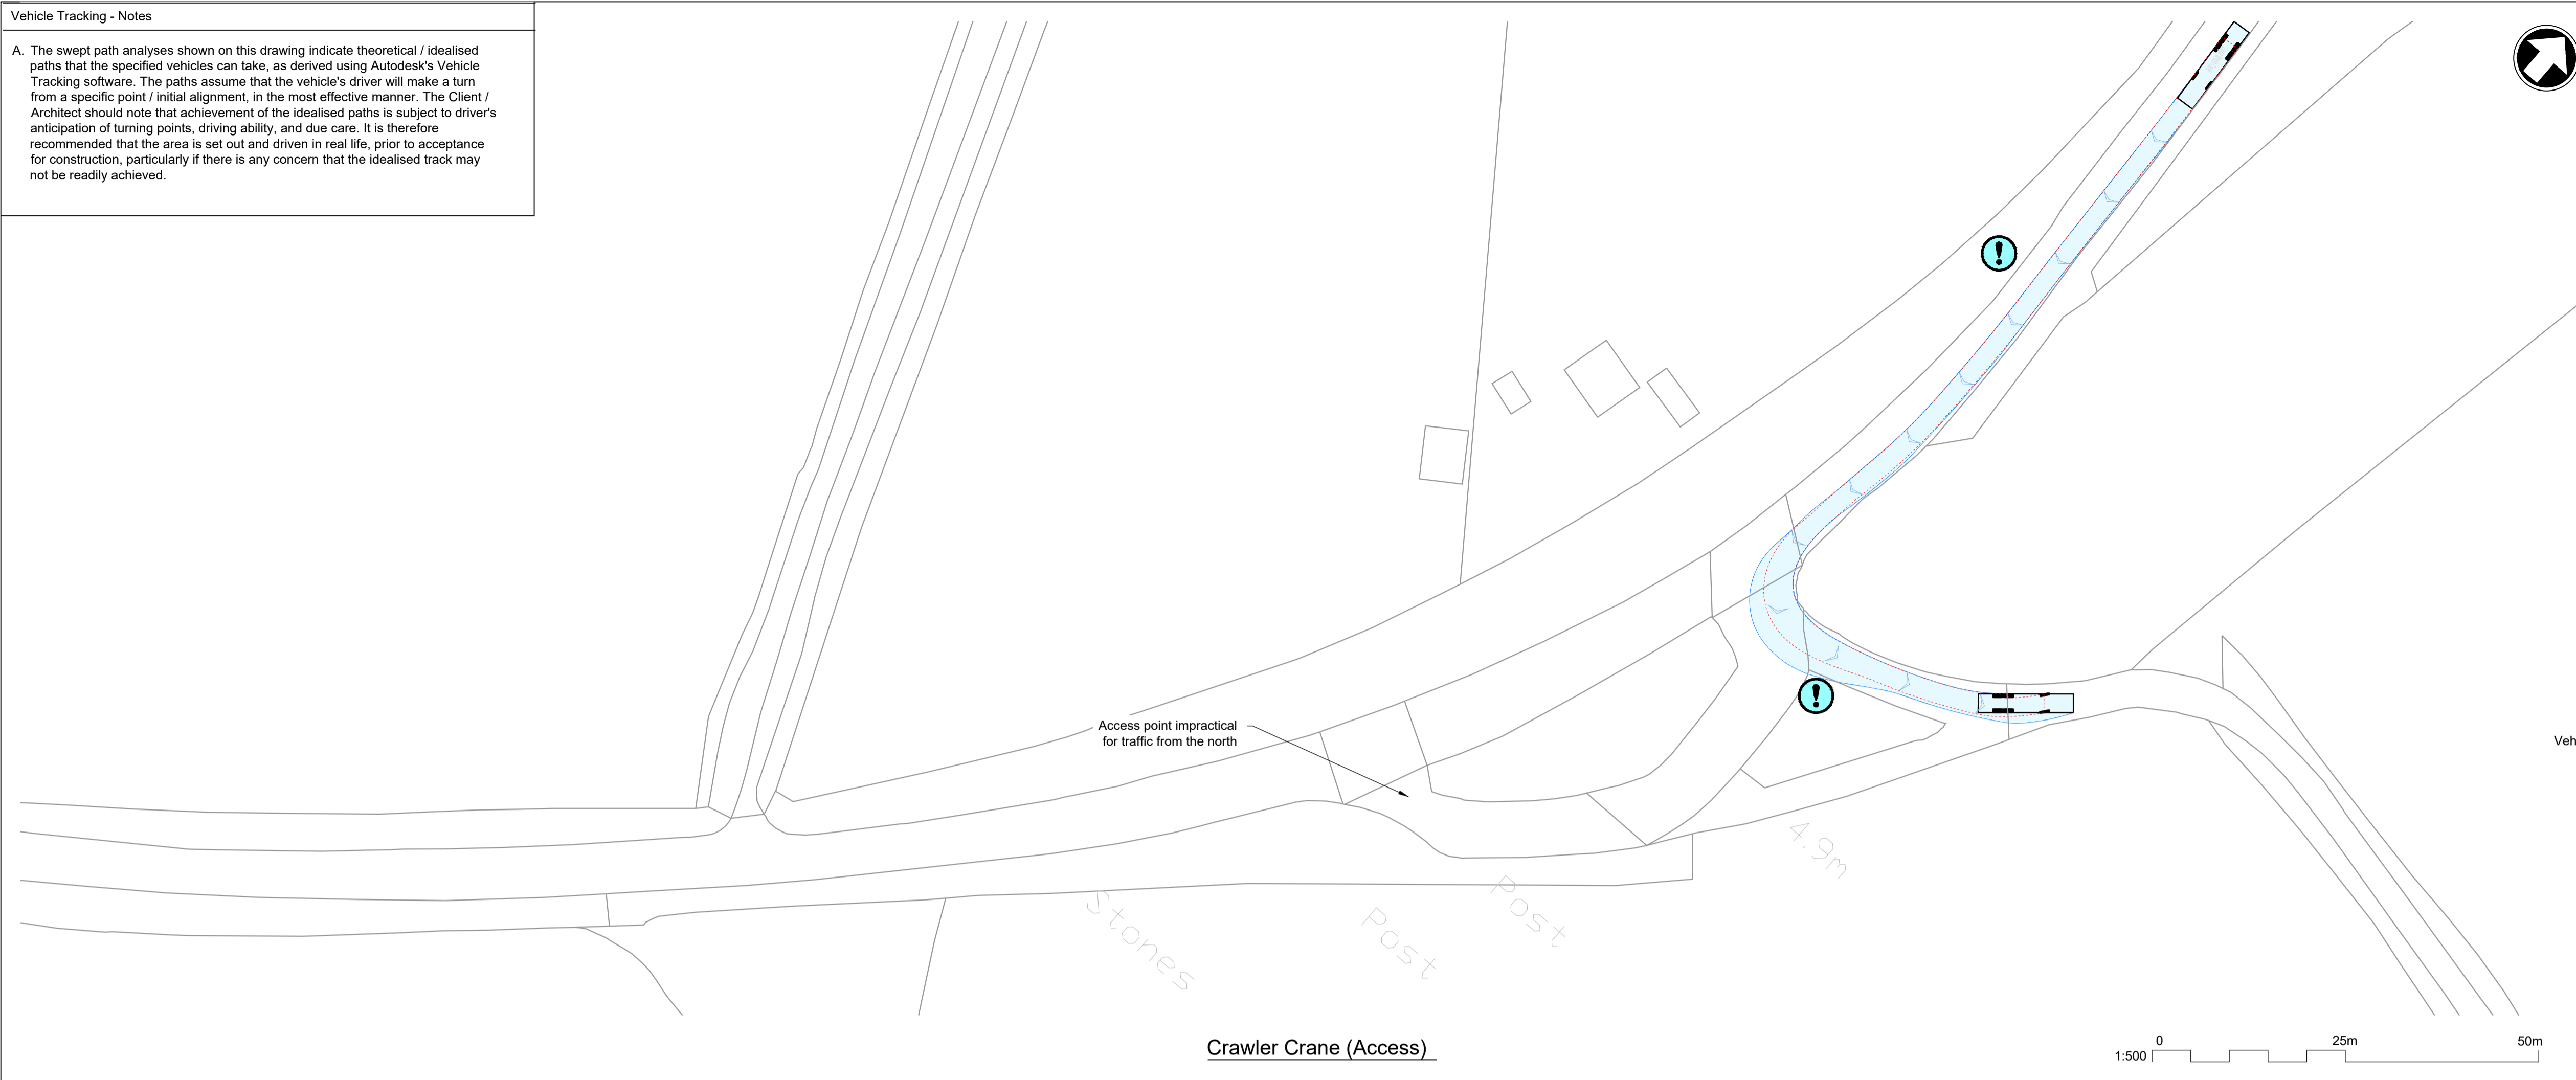 Vehicle Tracking - Notes
A. The swept path analyses shown on this drawing indicate theoretical / idealised
paths that the specified vehicles can take, as derived using Autodesk's Vehicle
Tracking software. The paths assume that the vehicle's driver will make a turn
from a specific point / initial alignment, in the most effective manner. The Client /
Architect should note that achievement of the idealised paths is subject to driver's
anticipation of turning points, driving ability, and due care. It is therefore
recommended that the area is set out and driven in real life, prior to acceptance
for construction, particularly if there is any concern that the idealised track may
not be readily achieved.
!
!
Access point impractical
for traffic from the north
Veh
4.9m
Post
Post
Stones
Crawler Crane (Access)
0 25m 50m
1:500